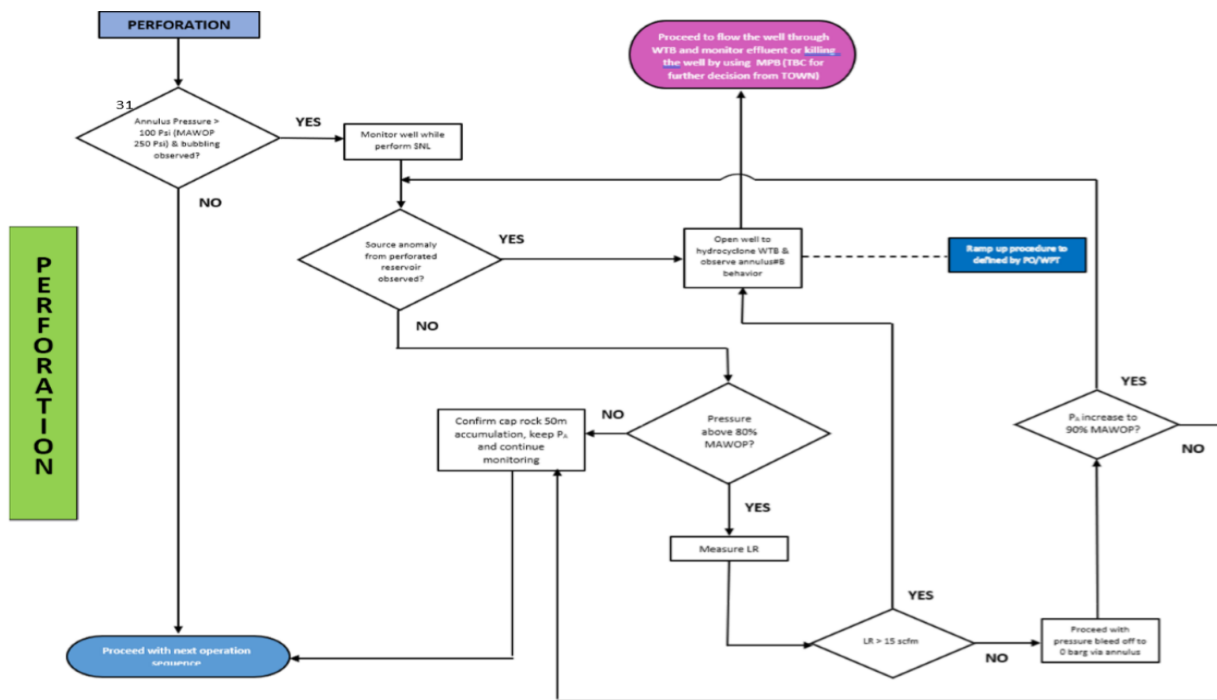 PERFORATION
Proceed to flow the well through
WTB and monitor effluent or killing
the well by using MPB (TBC for
further decision from TOWN)
31
Annulus Pressure >
100 Psi (MAWOP
250 Psi) & bubbling
observed?
YES
Monitor well while
perform SNL
NO
Source anomaly
from perforated
reservoir
observed?
YES
Open well to
hydrocyclone WTB &
observe annulus#B
behavior
Ramp up procedure to
defined by PO/WPT
PERFORATION
NO
Confirm cap rock 50m
accumulation, keep PA
and continue
monitoring
NO
Pressure
above 80%
MAWOP?
YES
PA increase to
90% MAWOP?
NO
YES
Measure LR
YES
LR > 15 scfm
NO
Proceed with
pressure bleed off to
0 barg via annulus
Proceed with next operation
sequence